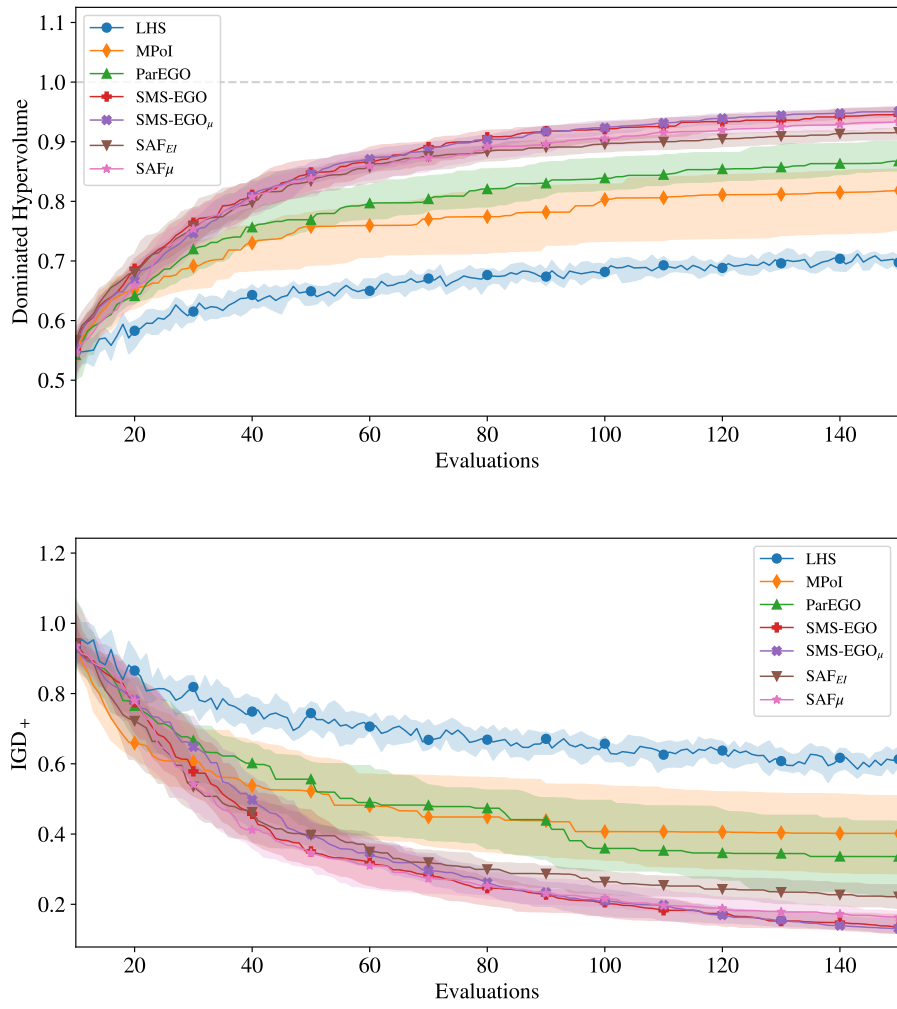 1.1
1.0
0.9
0.8
0.7
0.6
0.5
Dominated Hypervolume
LHS
MPoI
ParEGO
SMS-EGO
SMS-EGOμ
SAFEI
SAFμ
20 40 60 80 100 120 140
Evaluations
1.2
1.0
0.8
0.6
0.4
0.2
IGD+
LHS
MPoI
ParEGO
SMS-EGO
SMS-EGOμ
SAFEI
SAFμ
20 40 60 80 100 120 140
Evaluations